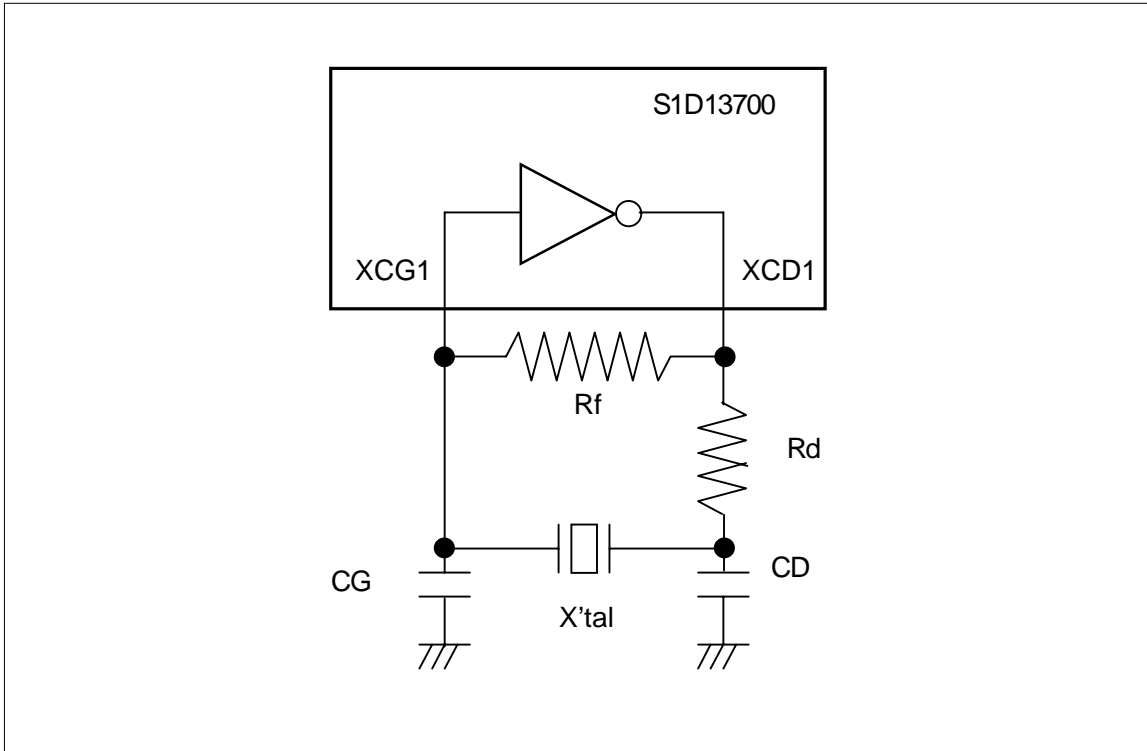 S1D13700
XCG1
XCD1
Rf
Rd
CG
CD
X'tal